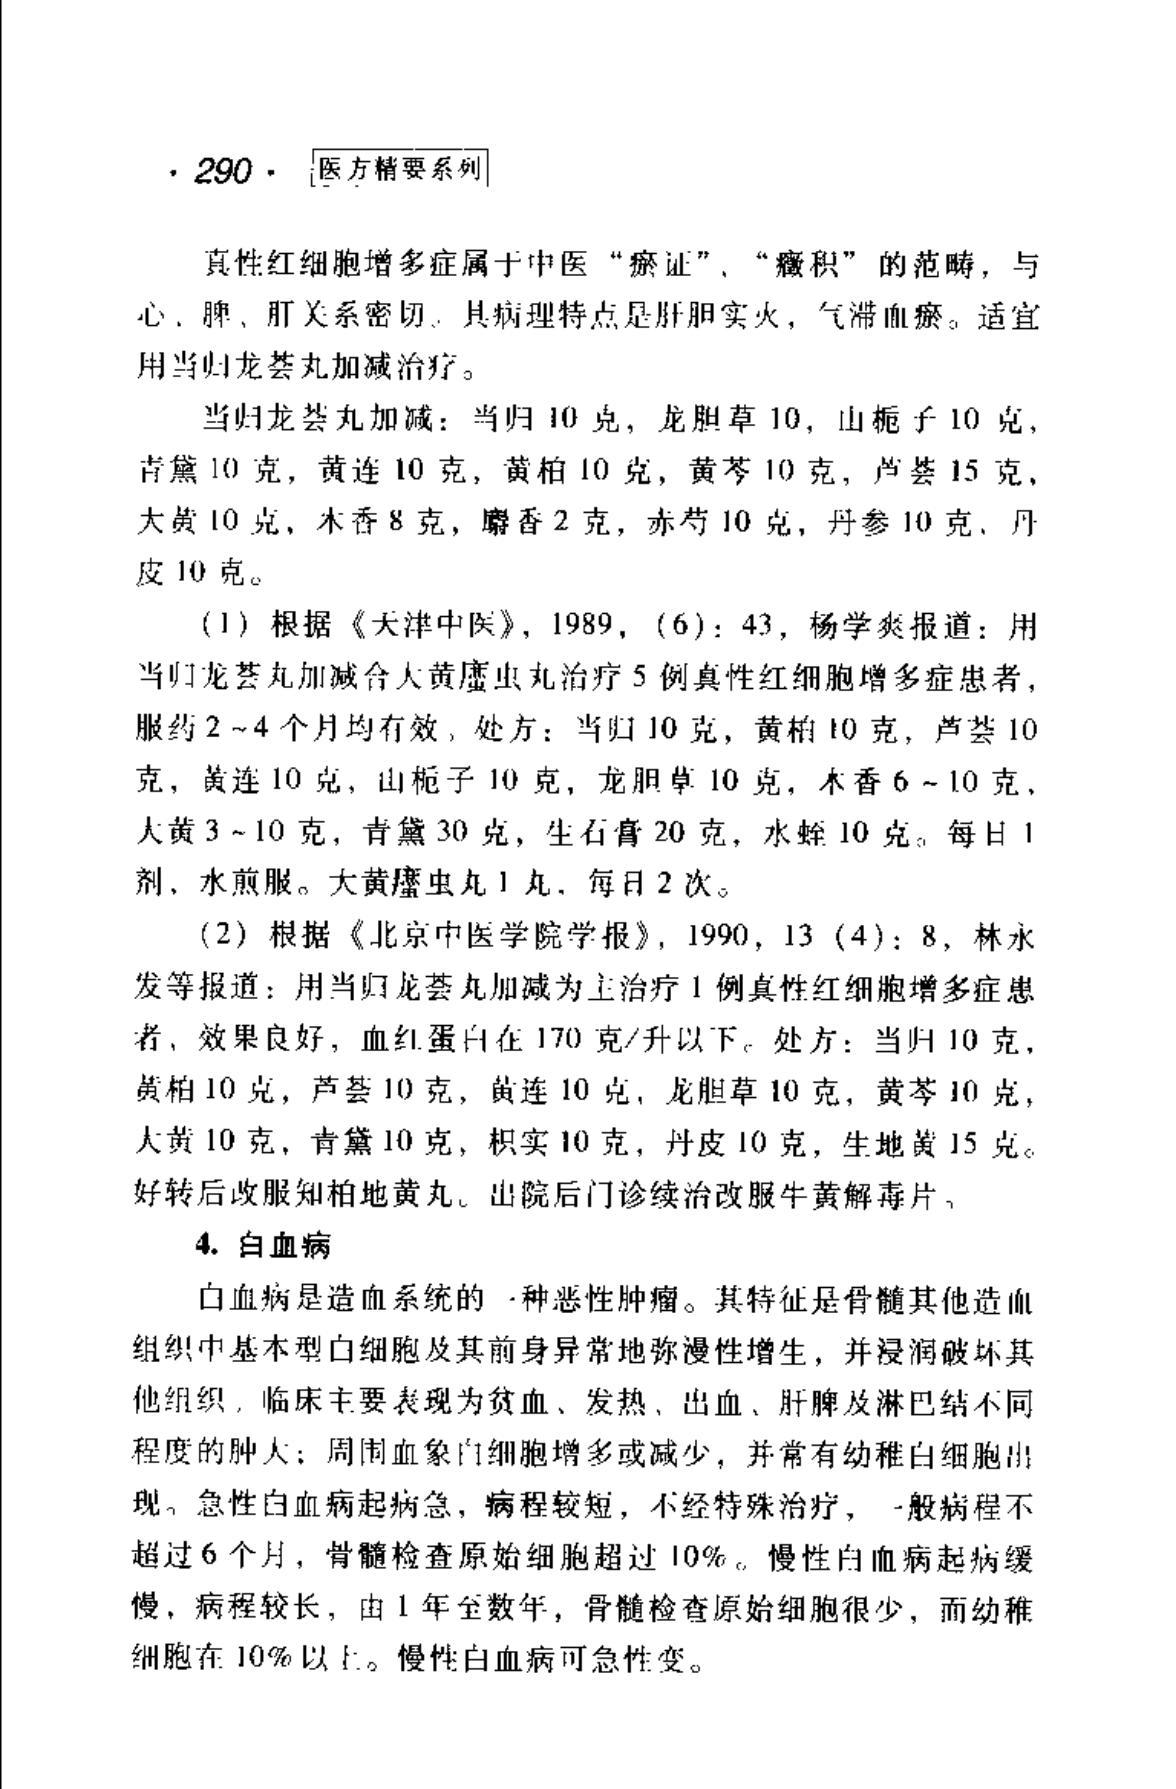 · 290 · 医方精要系列
真性红细胞增多症属于中医“瘀证”、“癥积”的范畴，与
心、脾、肝关系密切。其病理特点是肝胆实火，气滞血瘀。适宜
用当归龙荟丸加减治疗。
当归龙荟丸加减：当归 10 克，龙胆草 10，山栀子 10 克，
青黛 10 克，黄连 10 克，黄柏 10 克，黄芩 10 克，芦荟 15 克，
大黄 10 克，木香 8 克，麝香 2 克，赤芍 10 克，丹参 10 克，丹
皮 10 克。
（1）根据《天津中医》，1989，（6）：43，杨学爽报道：用
当归龙荟丸加减合大黄䗪虫丸治疗 5 例真性红细胞增多症患者，
服药 2～4 个月均有效。处方：当归 10 克，黄柏 10 克，芦荟 10
克，黄连 10 克，山栀子 10 克，龙胆草 10 克，木香 6～10 克，
大黄 3～10 克，青黛 30 克，生石膏 20 克，水蛭 10 克。每日 1
剂，水煎服。大黄䗪虫丸 1 丸，每日 2 次。
（2）根据《北京中医学院学报》，1990，13（4）：8，林永
发等报道：用当归龙荟丸加减为主治疗 1 例真性红细胞增多症患
者，效果良好，血红蛋白在 170 克/升以下。处方：当归 10 克，
黄柏 10 克，芦荟 10 克，黄连 10 克，龙胆草 10 克，黄芩 10 克，
大黄 10 克，青黛 10 克，枳实 10 克，丹皮 10 克，生地黄 15 克。
好转后改服知柏地黄丸。出院后门诊续治改服牛黄解毒片。
4. 白血病
白血病是造血系统的一种恶性肿瘤。其特征是骨髓其他造血
组织中基本型白细胞及其前身异常地弥漫性增生，并浸润破坏其
他组织，临床主要表现为贫血、发热、出血、肝脾及淋巴结不同
程度的肿大；周围血象白细胞增多或减少，并常有幼稚白细胞出
现。急性白血病起病急，病程较短，不经特殊治疗，一般病程不
超过 6 个月，骨髓检查原始细胞超过 10%。慢性白血病起病缓
慢，病程较长，由 1 年至数年，骨髓检查原始细胞很少，而幼稚
细胞在 10% 以上。慢性白血病可急性变。